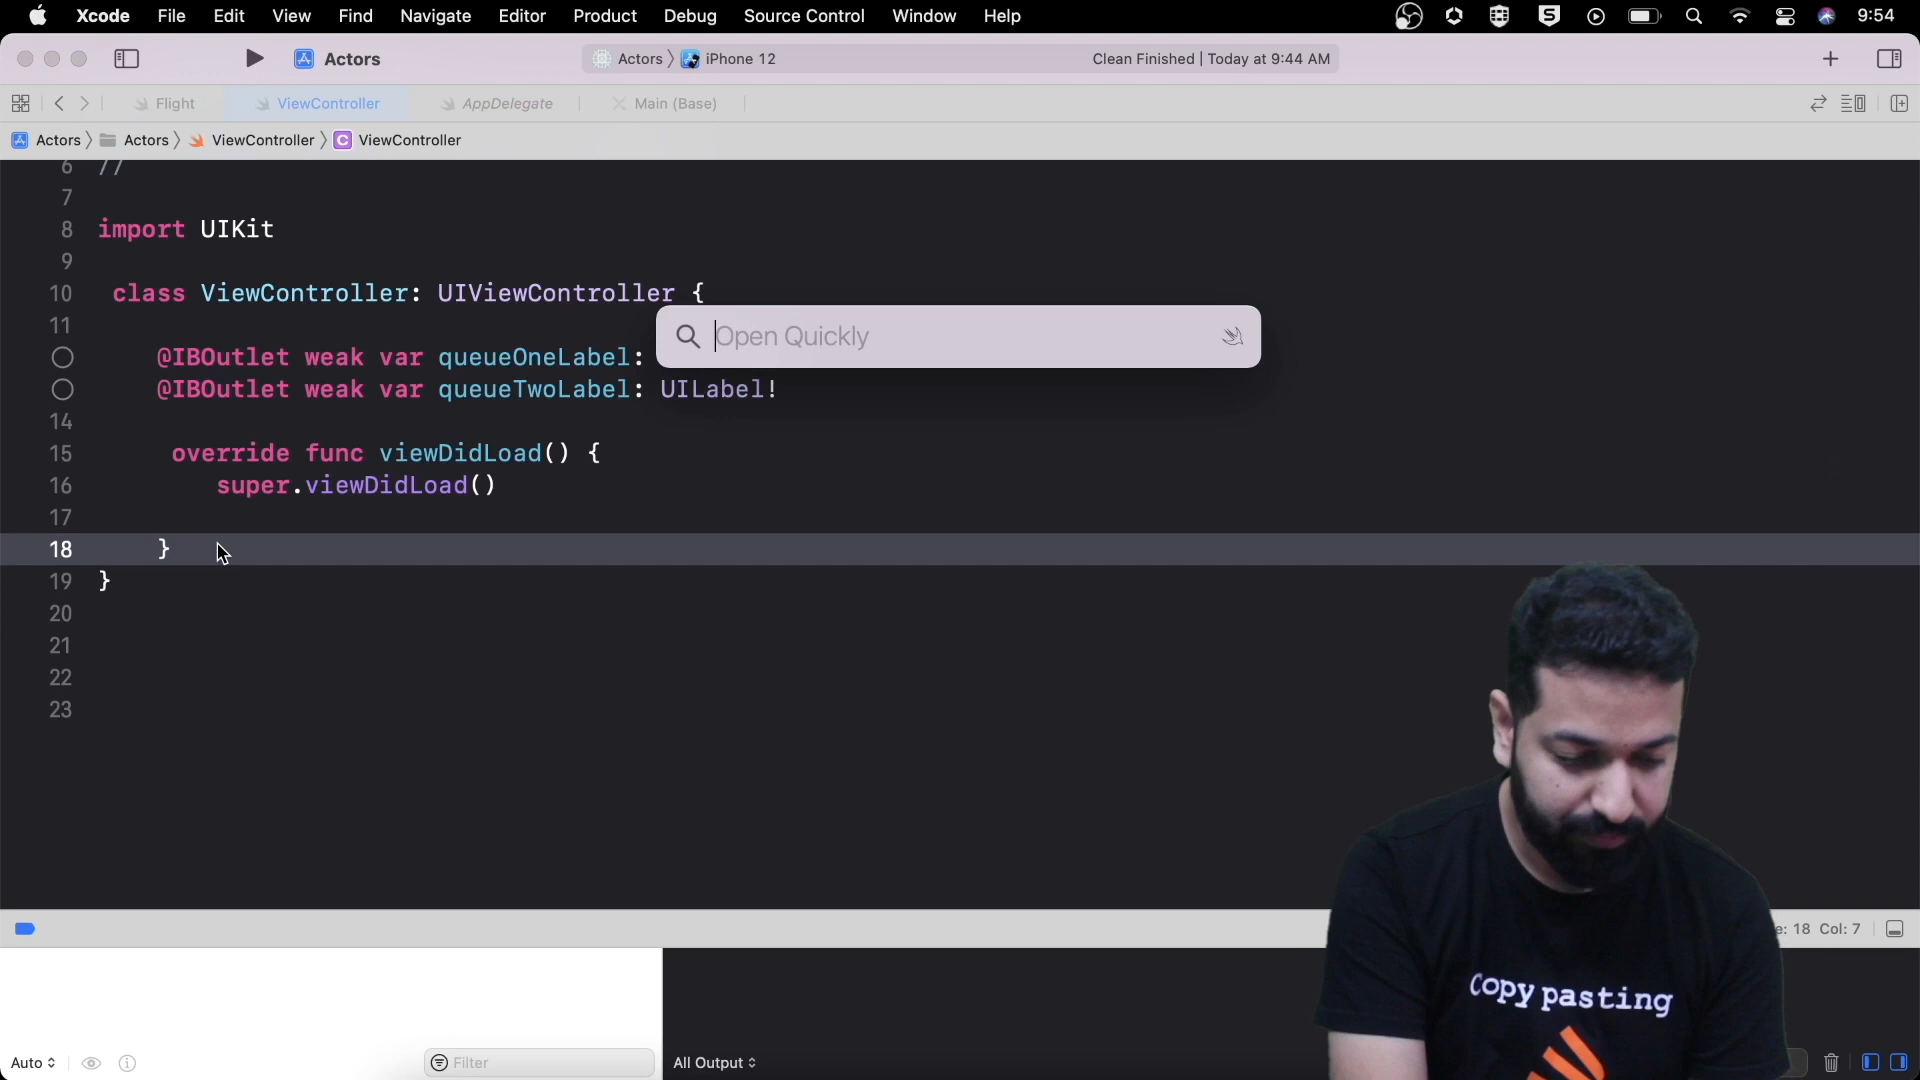 Xcode File Edit View Find Navigate Editor Product Debug Source Control Window Help 9:54
Actors Actors 〉 iPhone 12 Clean Finished | Today at 9:44 AM
Flight ViewController AppDelegate Main (Base)
Actors 〉 Actors 〉 ViewController 〉 C ViewController
6 //
7
8 import UIKit
9
10 class ViewController: UIViewController {
Open Quickly
11
@IBOutlet weak var queueOneLabel:
@IBOutlet weak var queueTwoLabel: UILabel!
14
15 override func viewDidLoad() {
16 super.viewDidLoad()
17
18 }
19 }
20
21
22
23
e: 18 Col: 7
Copy pasting
Auto Filter All Output